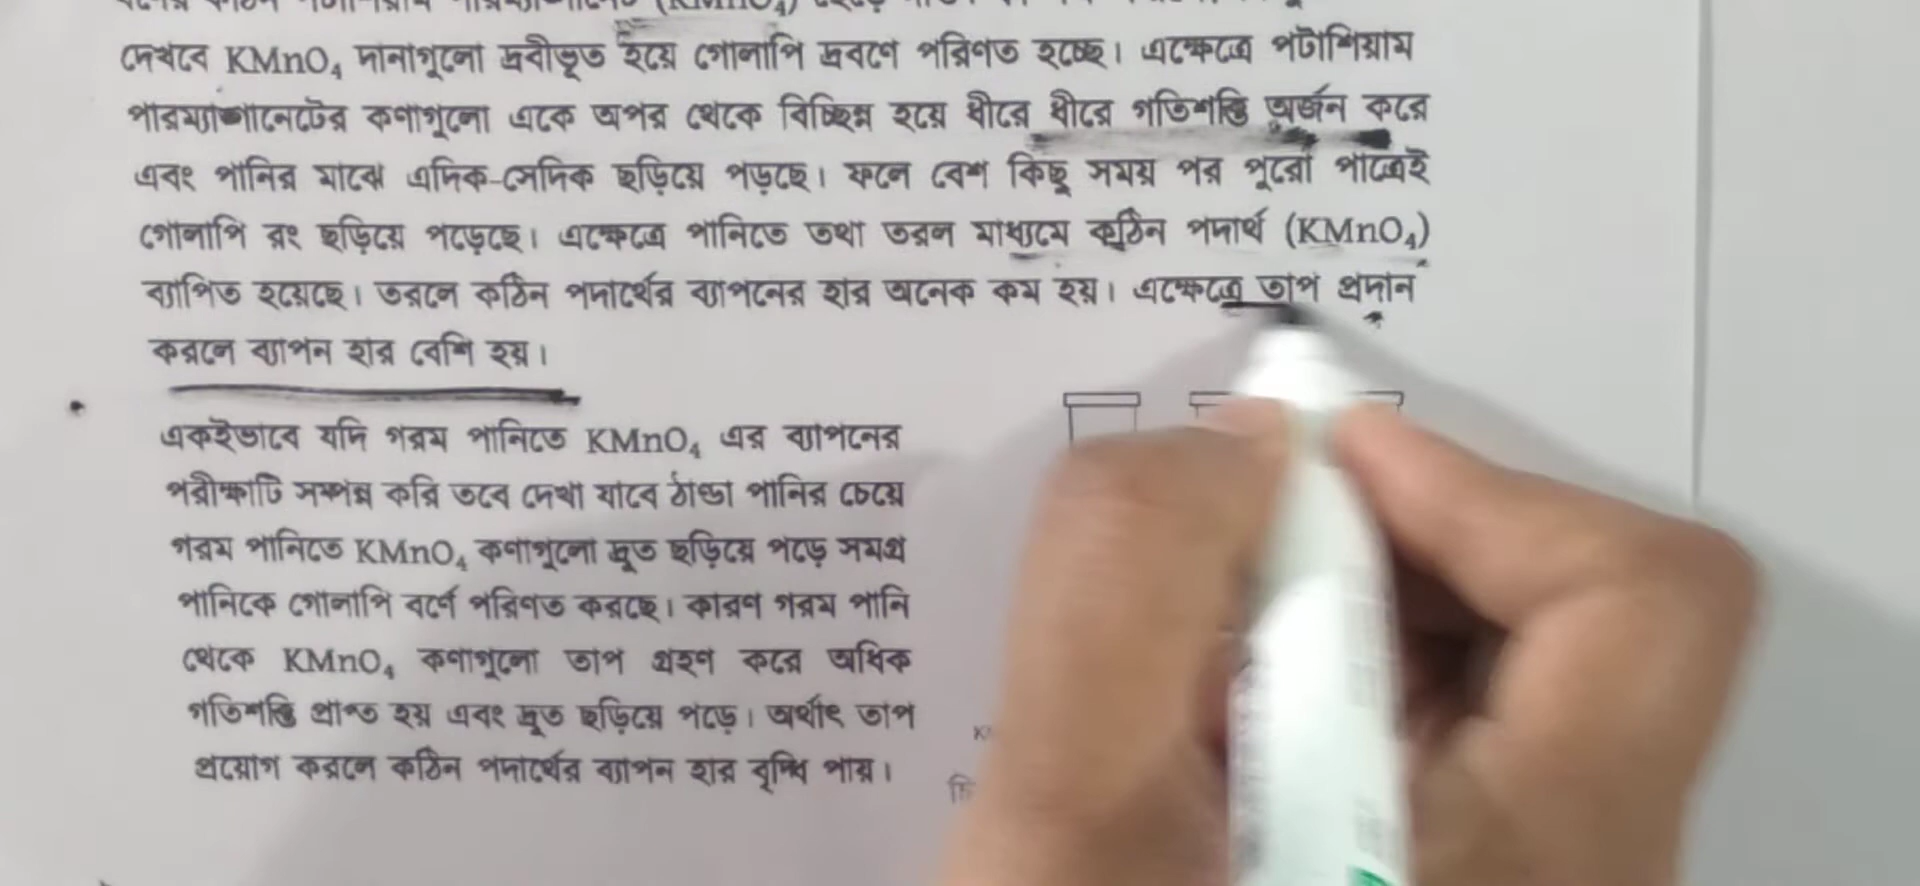 দেখবে KMnO₄ দানাগুলো দ্রবীভূত হয়ে গোলাপি দ্রবণে পরিণত হচ্ছে। এক্ষেত্রে পটাশিয়াম
পারম্যাঙ্গানেটের কণাগুলো একে অপর থেকে বিচ্ছিন্ন হয়ে ধীরে ধীরে গতিশক্তি অর্জন করে
এবং পানির মাঝে এদিক-সেদিক ছড়িয়ে পড়ছে। ফলে বেশ কিছু সময় পর পুরো পাত্রেই
গোলাপি রং ছড়িয়ে পড়েছে। এক্ষেত্রে পানিতে তথা তরল মাধ্যমে কঠিন পদার্থ (KMnO₄)
ব্যাপিত হয়েছে। তরলে কঠিন পদার্থের ব্যাপনের হার অনেক কম হয়। এক্ষেত্রে তাপ প্রদান
করলে ব্যাপন হার বেশি হয়।
একইভাবে যদি গরম পানিতে KMnO₄ এর ব্যাপনের
পরীক্ষাটি সম্পন্ন করি তবে দেখা যাবে ঠাণ্ডা পানির চেয়ে
গরম পানিতে KMnO₄ কণাগুলো দ্রুত ছড়িয়ে পড়ে সমগ্র
পানিকে গোলাপি বর্ণে পরিণত করছে। কারণ গরম পানি
থেকে KMnO₄ কণাগুলো তাপ গ্রহণ করে অধিক
গতিশক্তি প্রাপ্ত হয় এবং দ্রুত ছড়িয়ে পড়ে। অর্থাৎ তাপ
প্রয়োগ করলে কঠিন পদার্থের ব্যাপন হার বৃদ্ধি পায়।